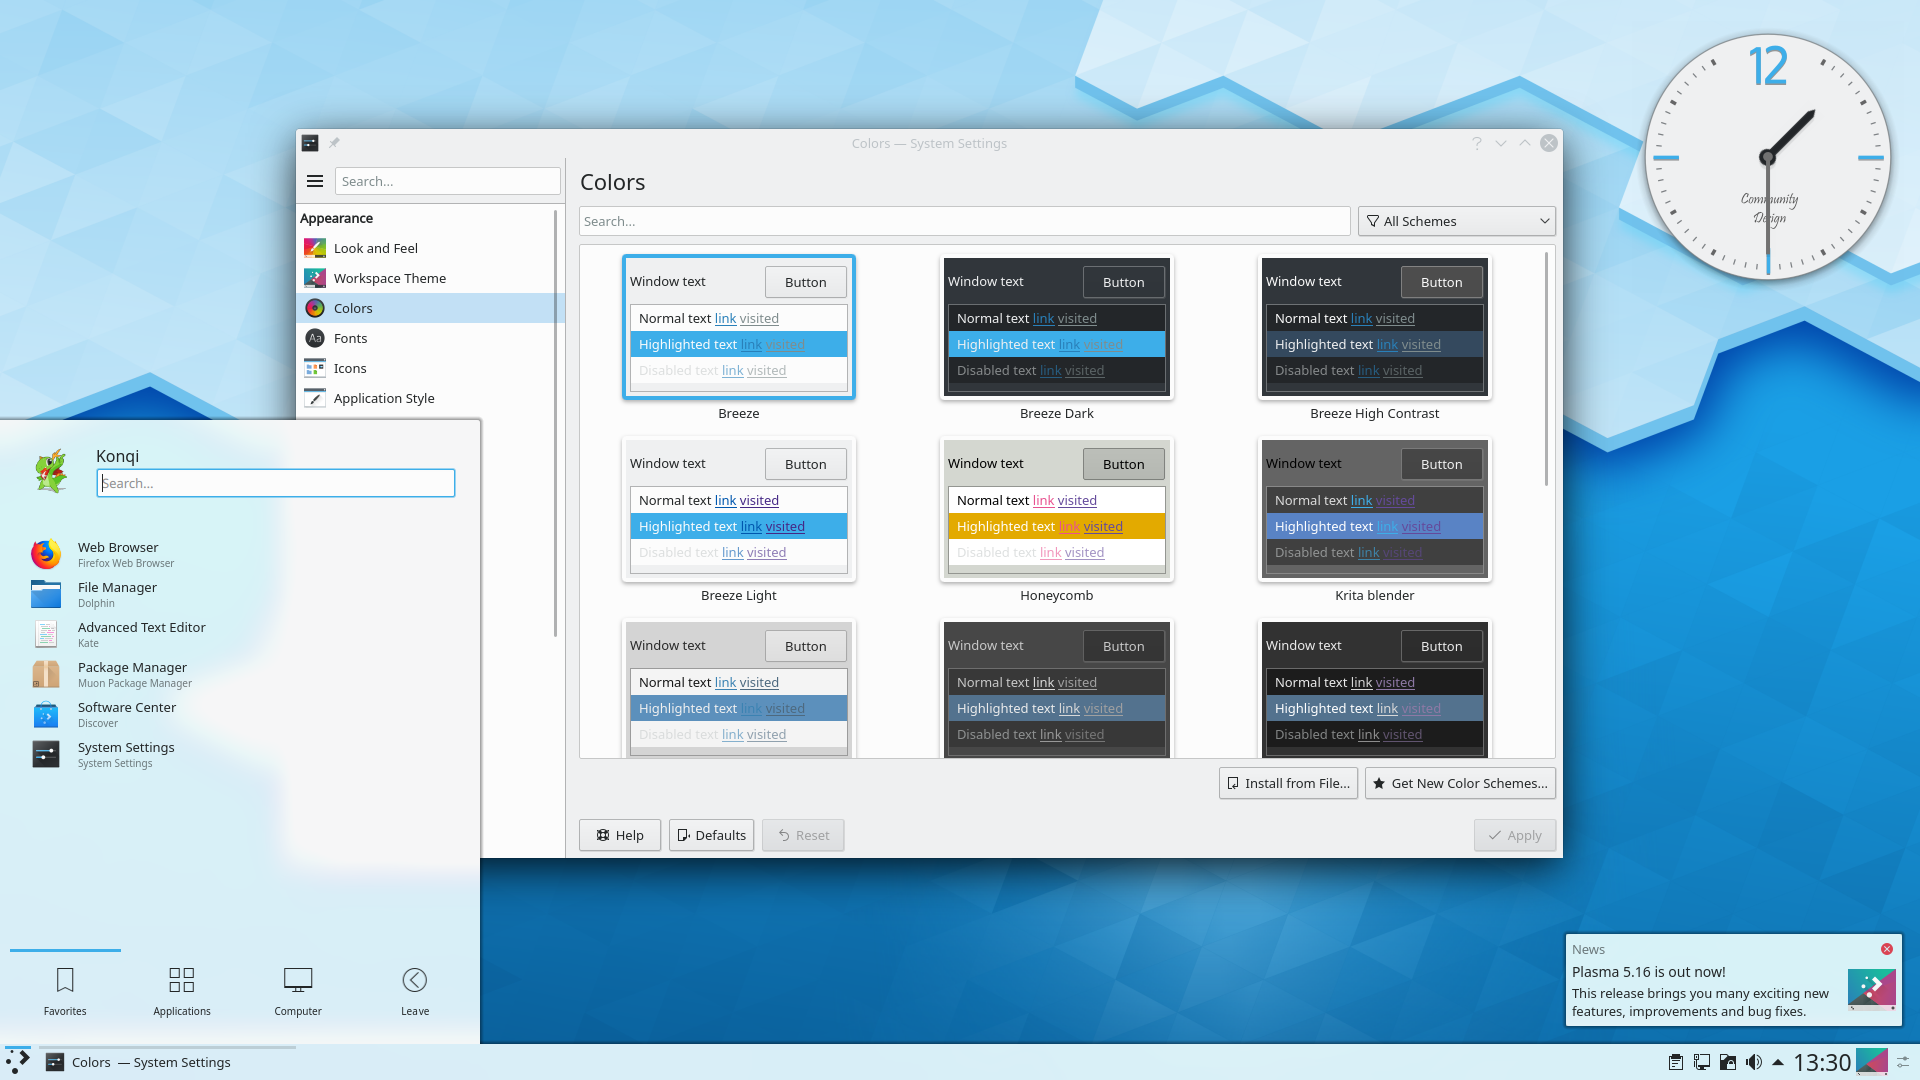 Colors — System Settings
Search...
Appearance
Look and Feel
Workspace Theme
Colors
Fonts
Icons
Application Style
Colors
Search...
All Schemes
Window text Button
Normal text link visited
Highlighted text link visited
Disabled text link visited
Breeze
Window text Button
Normal text link visited
Highlighted text link visited
Disabled text link visited
Breeze Dark
Window text Button
Normal text link visited
Highlighted text link visited
Disabled text link visited
Breeze High Contrast
Window text Button
Normal text link visited
Highlighted text link visited
Disabled text link visited
Breeze Light
Window text Button
Normal text link visited
Highlighted text link visited
Disabled text link visited
Honeycomb
Window text Button
Normal text link visited
Highlighted text link visited
Disabled text link visited
Krita blender
Window text Button
Normal text link visited
Highlighted text link visited
Disabled text link visited
Window text Button
Normal text link visited
Highlighted text link visited
Disabled text link visited
Window text Button
Normal text link visited
Highlighted text link visited
Disabled text link visited
Install from File... Get New Color Schemes...
Help Defaults Reset Apply
12
Community
Design
Konqi
Search...
Web Browser
Firefox Web Browser
File Manager
Dolphin
Advanced Text Editor
Kate
Package Manager
Muon Package Manager
Software Center
Discover
System Settings
System Settings
Favorites Applications Computer Leave
News
Plasma 5.16 is out now!
This release brings you many exciting new
features, improvements and bug fixes.
Colors — System Settings
13:30